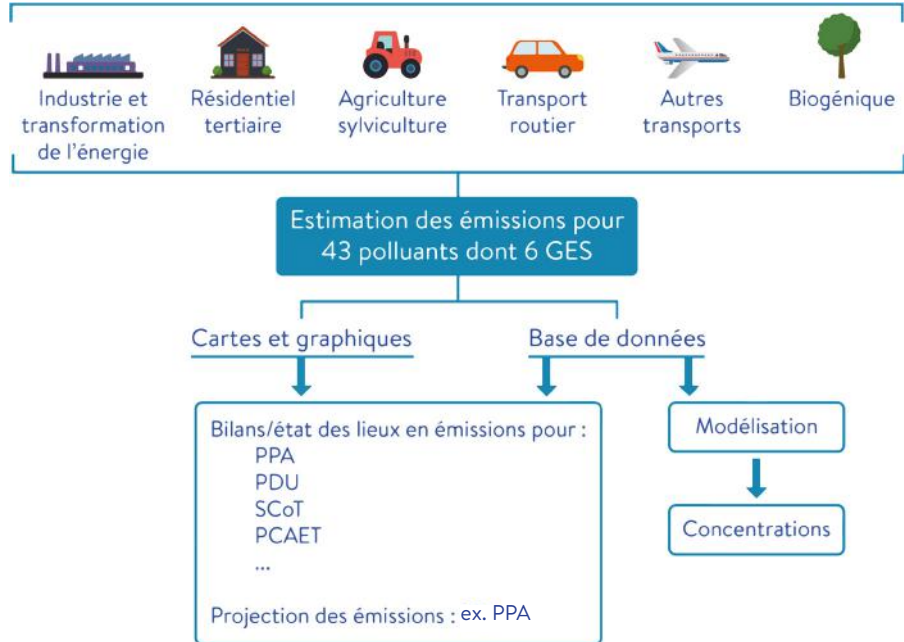 Industrie et
transformation
de l'énergie
Résidentiel
tertiaire
Agriculture
sylviculture
Transport
routier
Autres
transports
Biogénique
Estimation des émissions pour
43 polluants dont 6 GES
Cartes et graphiques
Base de données
Bilans/état des lieux en émissions pour :
PPA
PDU
SCoT
PCAET
...
Projection des émissions : ex. PPA
Modélisation
Concentrations